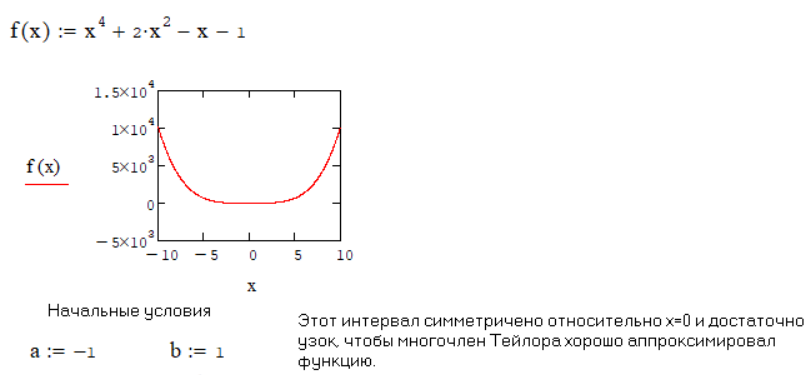 f(x) := x⁴ + 2·x² − x − 1
1.5×10⁴
1×10⁴
5×10³
0
−5×10³
f(x)
−10 −5 0 5 10
x
Начальные условия
a := −1 b := 1
Этот интервал симметричено относительно x=0 и достаточно
узок, чтобы многочлен Тейлора хорошо аппроксимировал
функцию.